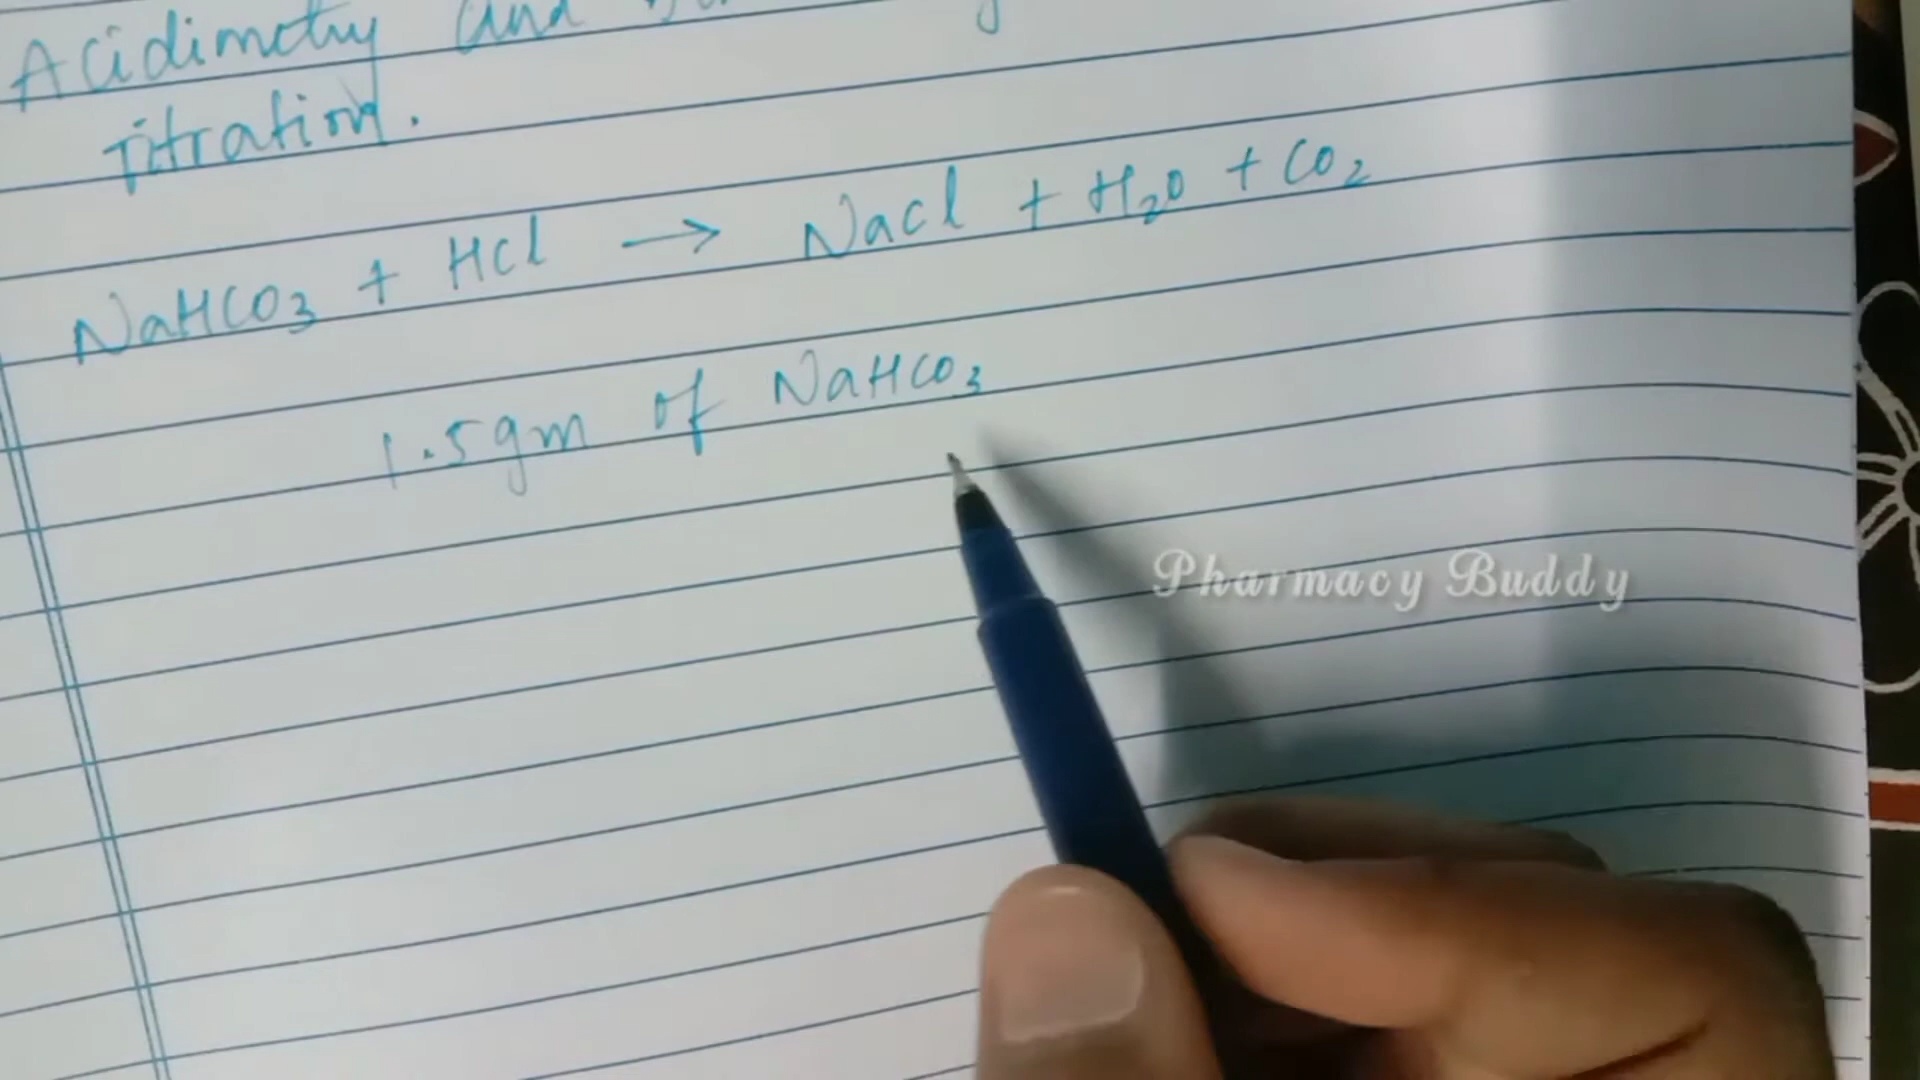 Acidimetry and
Titration.
NaHCO3 + HCl → NaCl + H2O + CO2
1.5gm of NaHCO3
Pharmacy Buddy